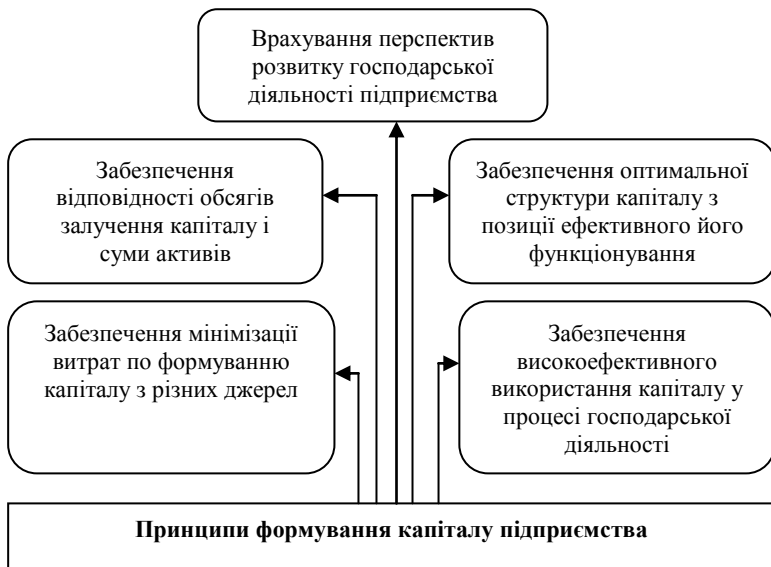 Врахування перспектив
розвитку господарської
діяльності підприємства
Забезпечення
відповідності обсягів
залучення капіталу і
суми активів
Забезпечення оптимальної
структури капіталу з
позиції ефективного його
функціонування
Забезпечення мінімізації
витрат по формуванню
капіталу з різних джерел
Забезпечення
високоефективного
використання капіталу у
процесі господарської
діяльності
Принципи формування капіталу підприємства